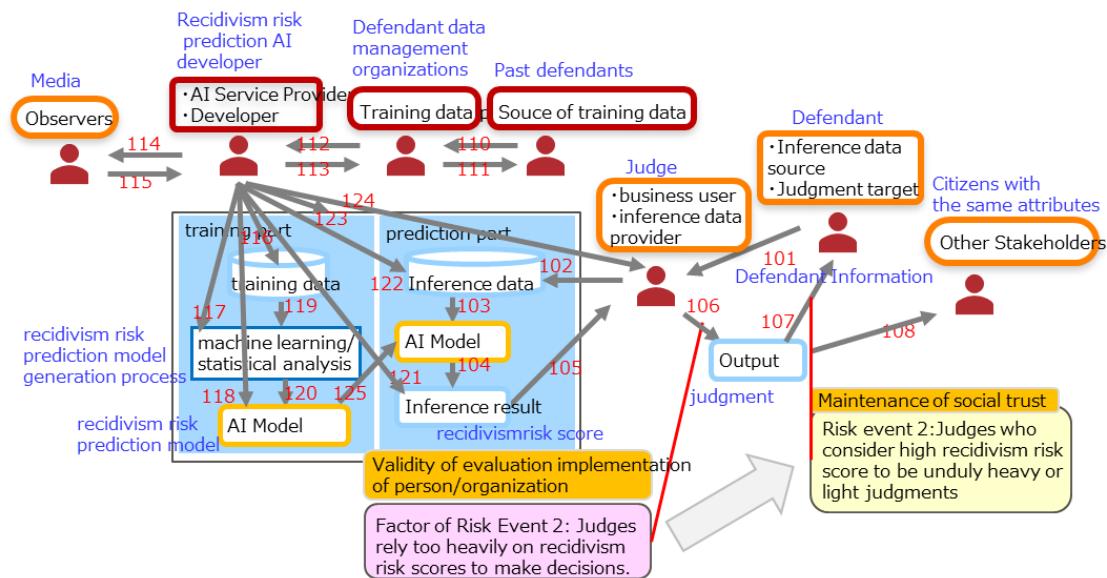 Recidivism risk
prediction AI
developer
Defendant data
management
organizations
Media
Past defendants
・AI Service Provide
・Developer
Observers
Training data p
Souce of training data
Defendant
114
112
110
115
113
111
・Inference data
source
・Judgment target
Judge
・business user
・inference data
provider
Citizens with
the same attributes
Other Stakeholders
124
123
training part
116
prediction part
101
102
training data
122
Inference data
Defendant Information
119
103
106
117
107
108
recidivism risk
prediction model
generation process
machine learning/
statistical analysis
AI Model
104
105
Output
118
120
125
121
judgment
Inference result
recidivism risk
prediction model
AI Model
recidivismrisk score
Maintenance of social trust
Risk event 2:Judges who
consider high recidivism risk
score to be unduly heavy or
light judgments
Validity of evaluation implementation
of person/organization
Factor of Risk Event 2: Judges
rely too heavily on recidivism
risk scores to make decisions.